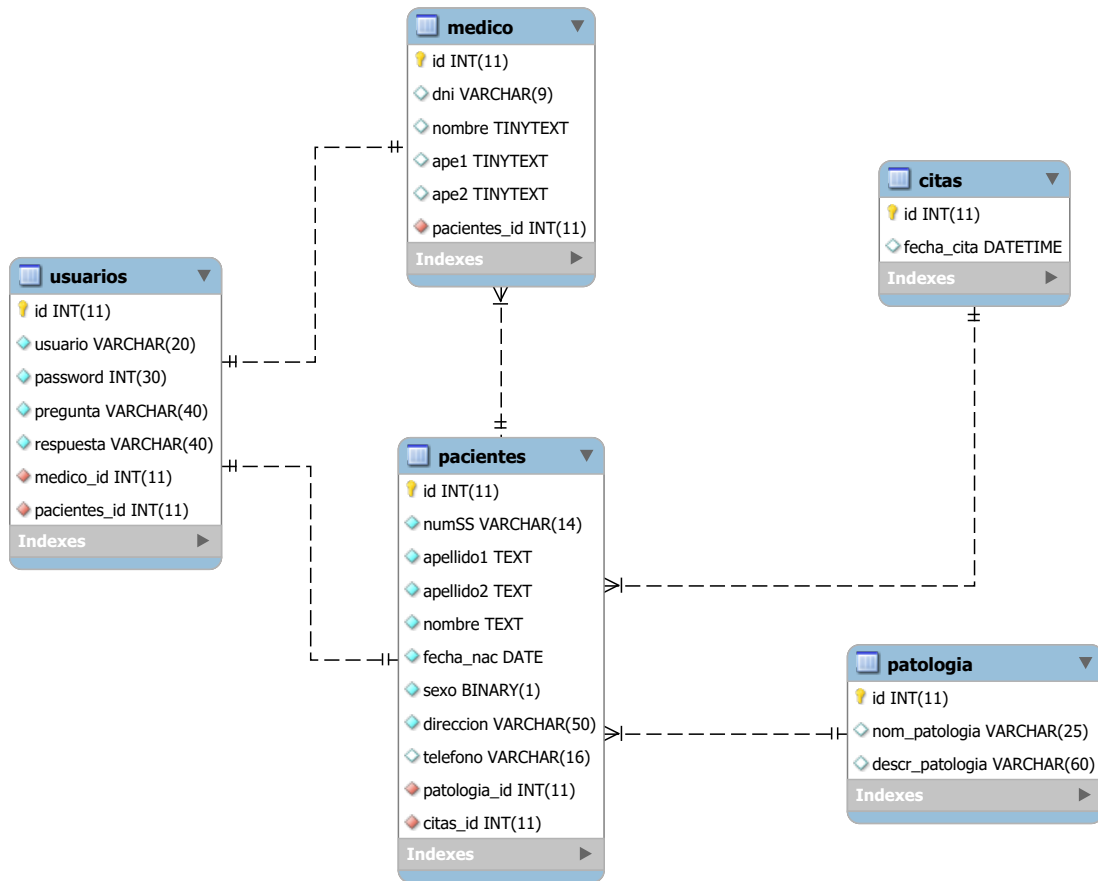 medico
id INT(11)
dni VARCHAR(9)
nombre TINYTEXT
ape1 TINYTEXT
ape2 TINYTEXT
pacientes_id INT(11)
Indexes
citas
id INT(11)
fecha_cita DATETIME
Indexes
usuarios
id INT(11)
usuario VARCHAR(20)
password INT(30)
pregunta VARCHAR(40)
respuesta VARCHAR(40)
medico_id INT(11)
pacientes_id INT(11)
Indexes
pacientes
id INT(11)
numSS VARCHAR(14)
apellido1 TEXT
apellido2 TEXT
nombre TEXT
fecha_nac DATE
sexo BINARY(1)
direccion VARCHAR(50)
telefono VARCHAR(16)
patologia_id INT(11)
citas_id INT(11)
Indexes
patologia
id INT(11)
nom_patologia VARCHAR(25)
descr_patologia VARCHAR(60)
Indexes